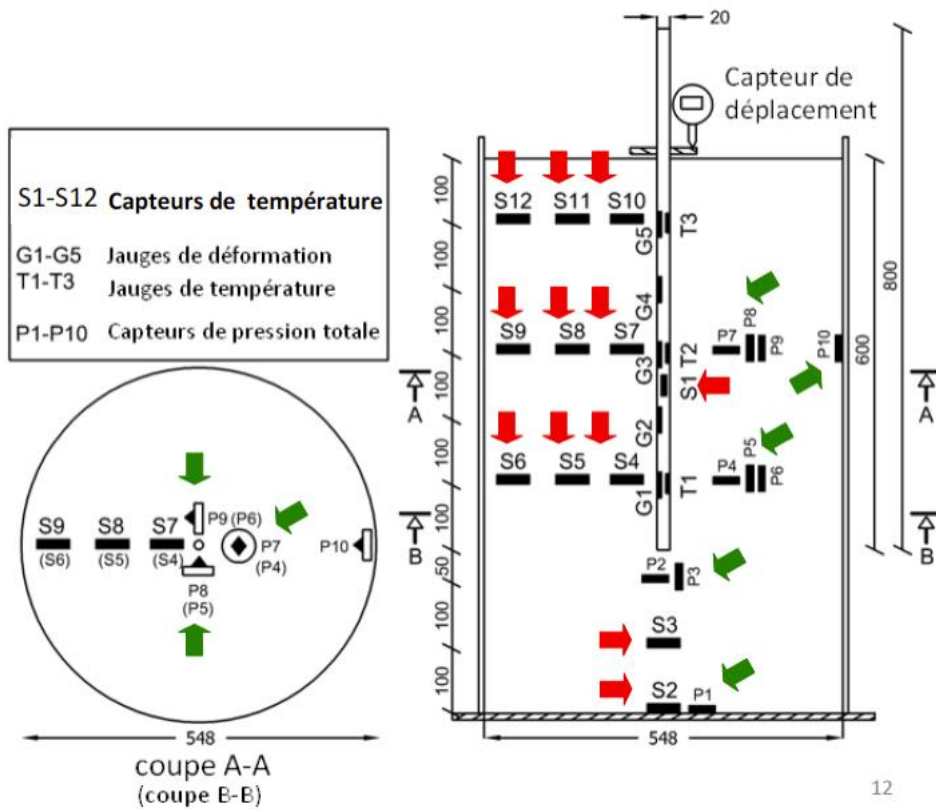 20
Capteur de
déplacement
S1-S12 Capteurs de température
G1-G5 Jauges de déformation
T1-T3 Jauges de température
P1-P10 Capteurs de pression totale
100
100
100
100
100
100
50
100
100
S12 S11 S10
G5 T3
G4
S9 S8 S7
G3 T2
P7 P8 P9
P10
S1
G2
S6 S5 S4
G1 T1
P4 P5 P6
P2 P3
S3
S2 P1
800
600
A A
B B
548
S9 S8 S7
(S6) (S5) (S4)
P9 (P6)
P7
(P4)
P10
P8
(P5)
548
coupe A-A
(coupe B-B)
12